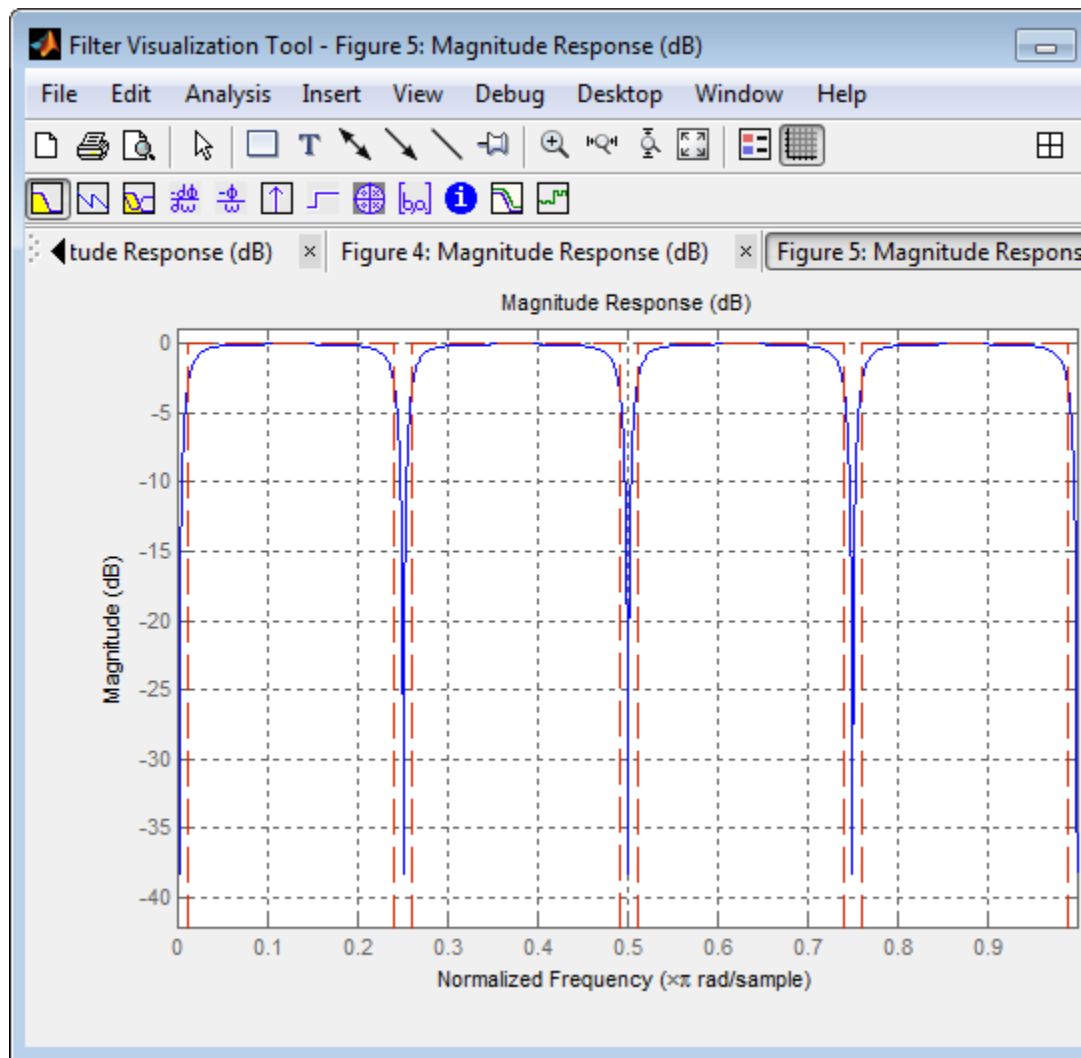 Filter Visualization Tool - Figure 5: Magnitude Response (dB)
File Edit Analysis Insert View Debug Desktop Window Help
tude Response (dB) × Figure 4: Magnitude Response (dB) × Figure 5: Magnitude Respons
Magnitude Response (dB)
0
-5
-10
-15
-20
-25
-30
-35
-40
Magnitude (dB)
0 0.1 0.2 0.3 0.4 0.5 0.6 0.7 0.8 0.9
Normalized Frequency (×π rad/sample)